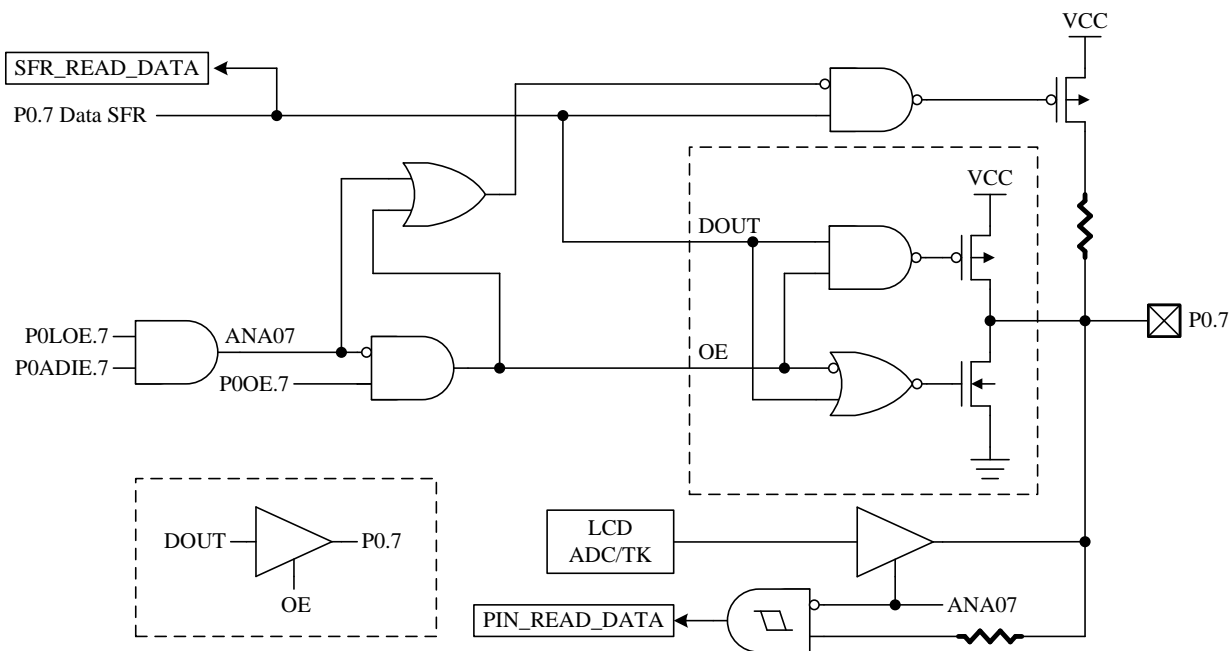 VCC
SFR_READ_DATA
P0.7 Data SFR
VCC
DOUT
P0LOE.7
ANA07
P0.7
P0ADIE.7
OE
P0OE.7
LCD
ADC/TK
DOUT
P0.7
OE
ANA07
PIN_READ_DATA